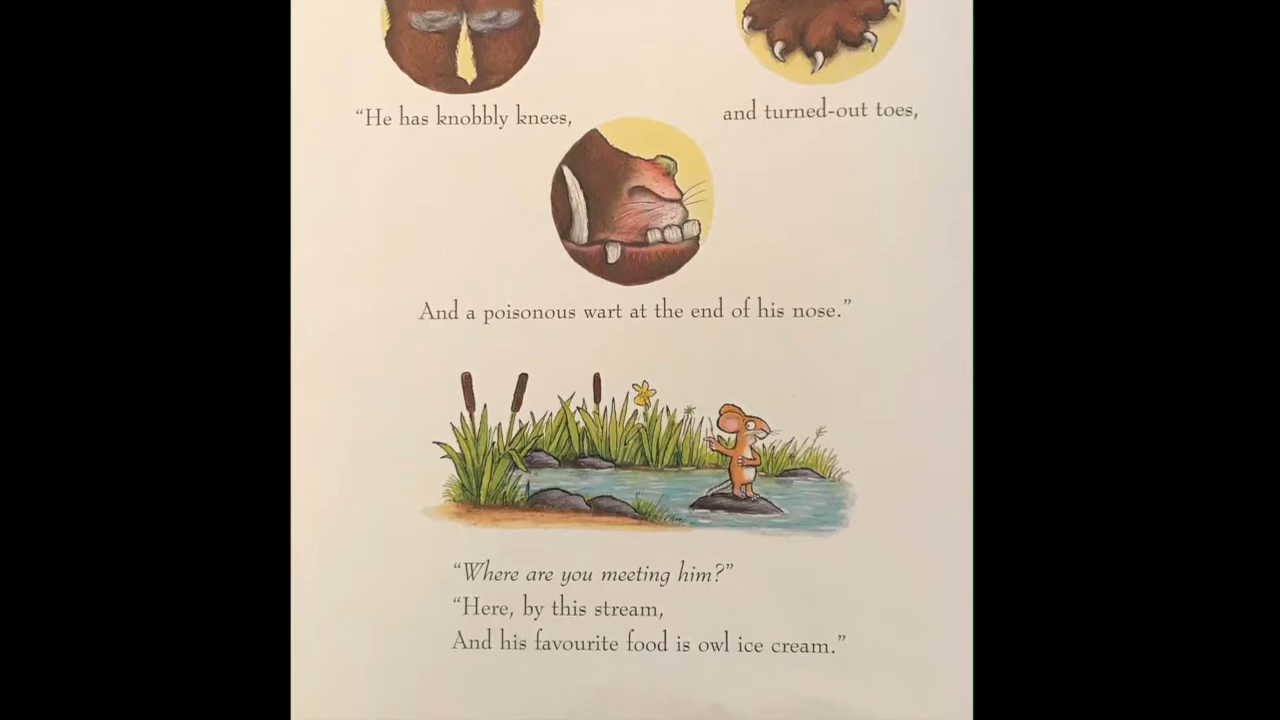 “He has knobbly knees,
and turned-out toes,
And a poisonous wart at the end of his nose.”
“Where are you meeting him?”
“Here, by this stream,
And his favourite food is owl ice cream.”